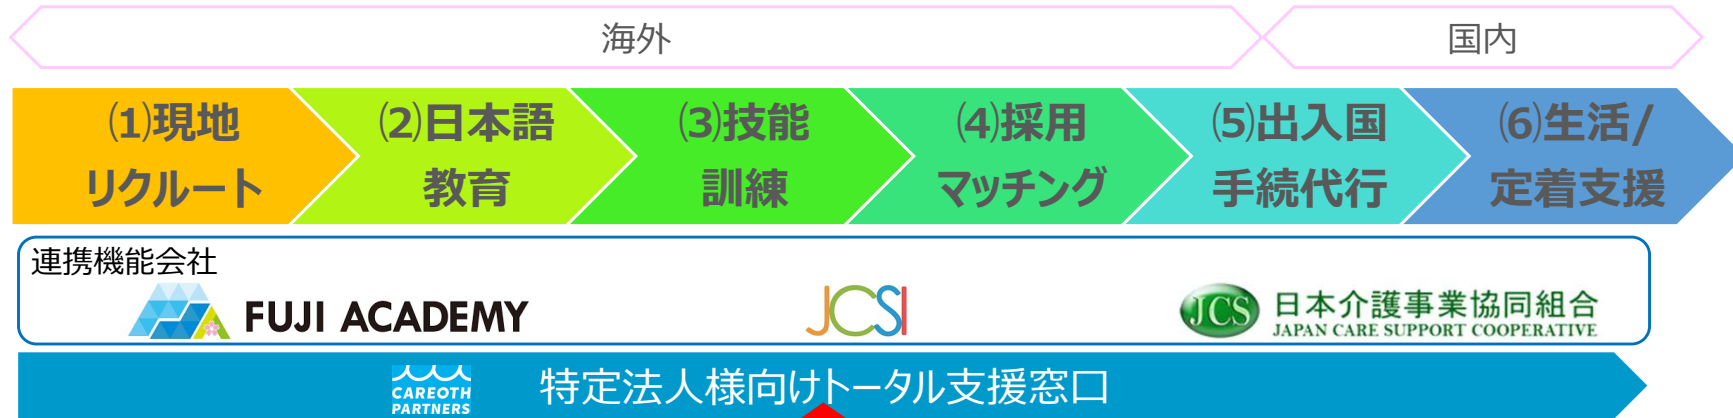 海外
国内
⑴現地
リクルート
⑵日本語
教育
⑶技能
訓練
⑷採用
マッチング
⑸出入国
手続代行
⑹生活/
定着支援
連携機能会社
FUJI ACADEMY
JCSI
JCS
日本介護事業協同組合
JAPAN CARE SUPPORT COOPERATIVE
CAREOTH
PARTNERS
特定法人様向けトータル支援窓口